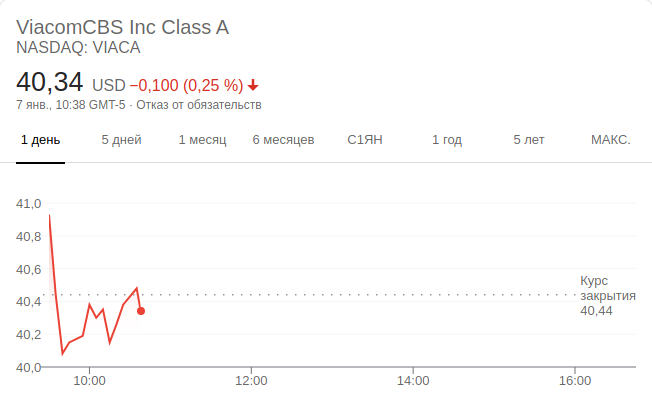 ViacomCBS Inc Class A
NASDAQ: VIACA
40,34 USD −0,100 (0,25 %)
7 янв., 10:38 GMT-5 · Отказ от обязательств
1 день 5 дней 1 месяц 6 месяцев С1ЯН 1 год 5 лет МАКС.
41,0
40,8
40,6
40,4
40,2
40,0
Курс
закрытия
40,44
10:00 12:00 14:00 16:00